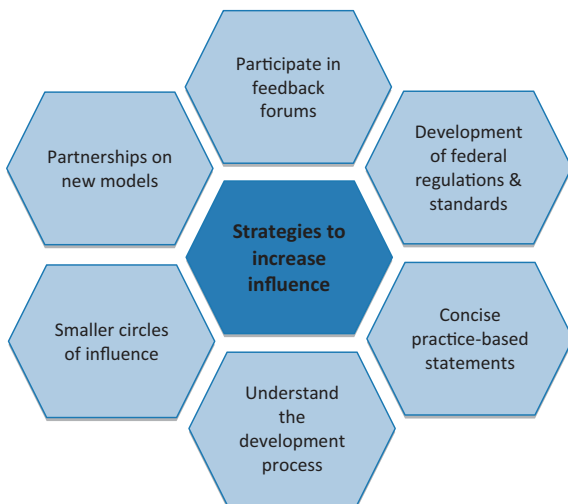 Participate in
feedback
forums
Partnerships on
new models
Development
of federal
regulations &
standards
Strategies to
increase
influence
Smaller circles
of influence
Concise
practice-based
statements
Understand
the
development
process